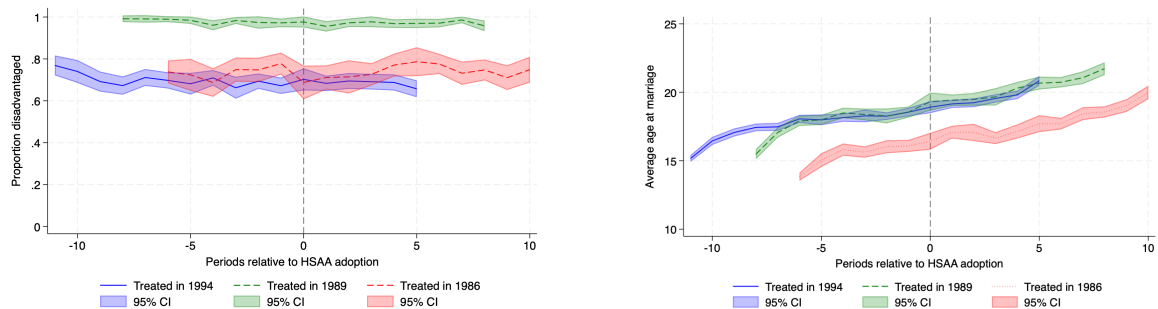 Proportion disadvantaged
1
.8
.6
.4
.2
0
-10 -5 0 5 10
Periods relative to HSAA adoption
Treated in 1994 Treated in 1989 Treated in 1986
95% CI 95% CI 95% CI
Average age at marriage
25
20
15
10
-10 -5 0 5 10
Periods relative to HSAA adoption
Treated in 1994 Treated in 1989 Treated in 1986
95% CI 95% CI 95% CI